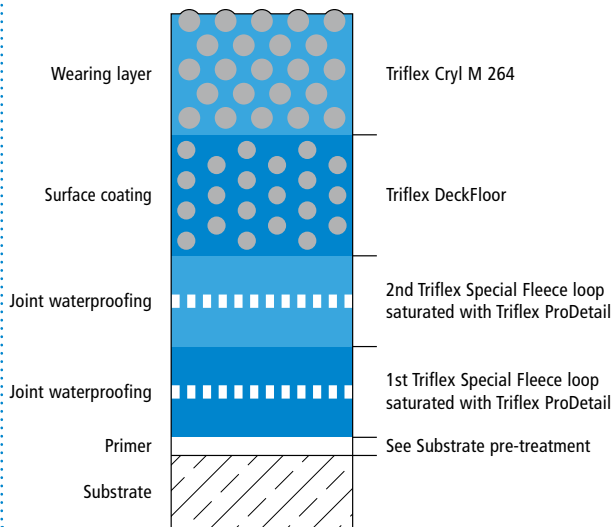 Wearing layer
Triflex Cryl M 264
Surface coating
Triflex DeckFloor
Joint waterproofing
2nd Triflex Special Fleece loop
saturated with Triflex ProDetail
Joint waterproofing
1st Triflex Special Fleece loop
saturated with Triflex ProDetail
Primer
See Substrate pre-treatment
Substrate